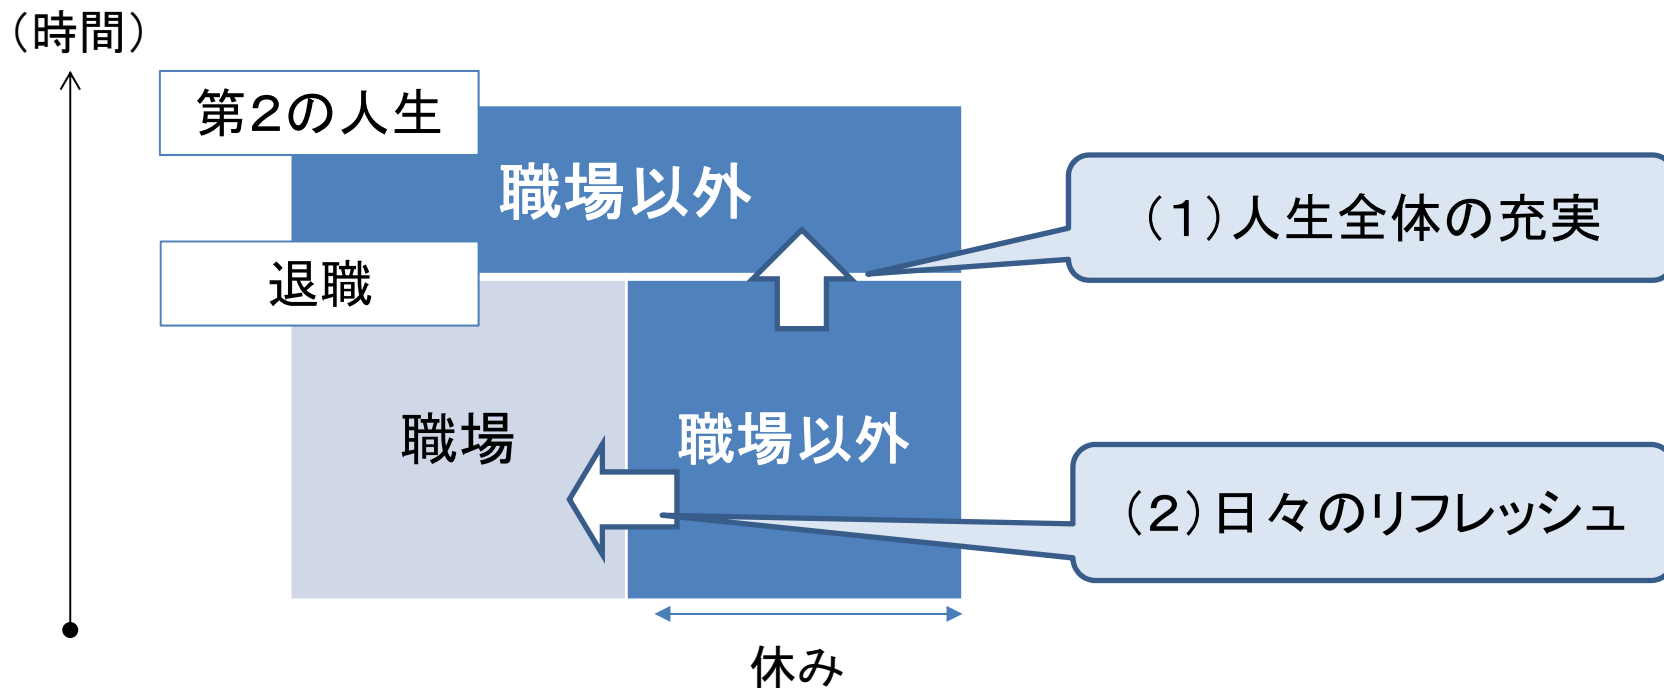 （時間）
第２の人生
職場以外
（１）人生全体の充実
退職
職場
職場以外
（２）日々のリフレッシュ
休み